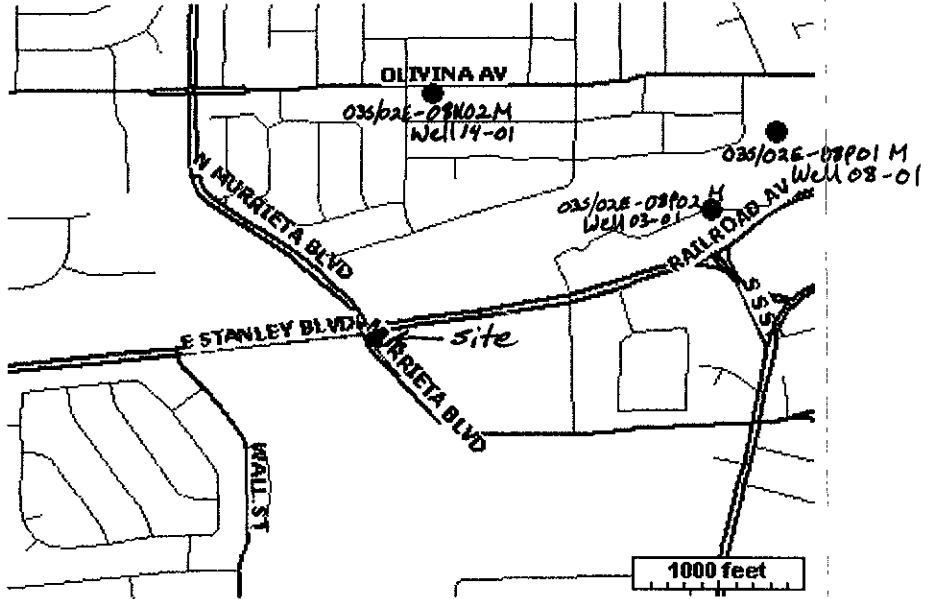 OLIVINA AV
03S/02E-08K02 M
Well 14-01
03S/02E-08P01 M
Well 08-01
N MURRIETA BLVD
03S/02E-08P02 M
Well 03-01
RAILROAD AV
S S S
E STANLEY BLVD
site
MURRIETA BLVD
WALL ST
1000 feet